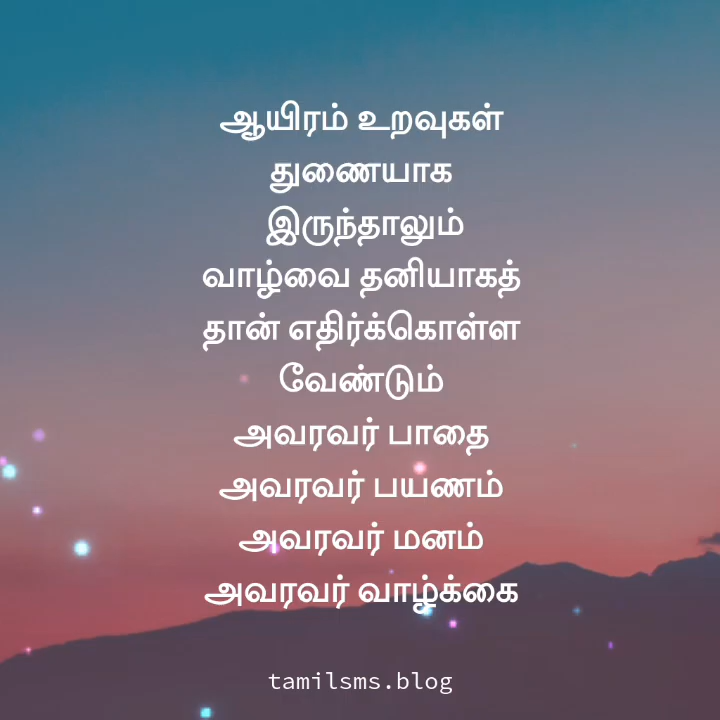 ஆயிரம் உறவுகள்
துணையாக
இருந்தாலும்
வாழ்வை தனியாகத்
தான் எதிர்க்கொள்ள
வேண்டும்
அவரவர் பாதை
அவரவர் பயணம்
அவரவர் மனம்
அவரவர் வாழ்க்கை
tamilsms.blog